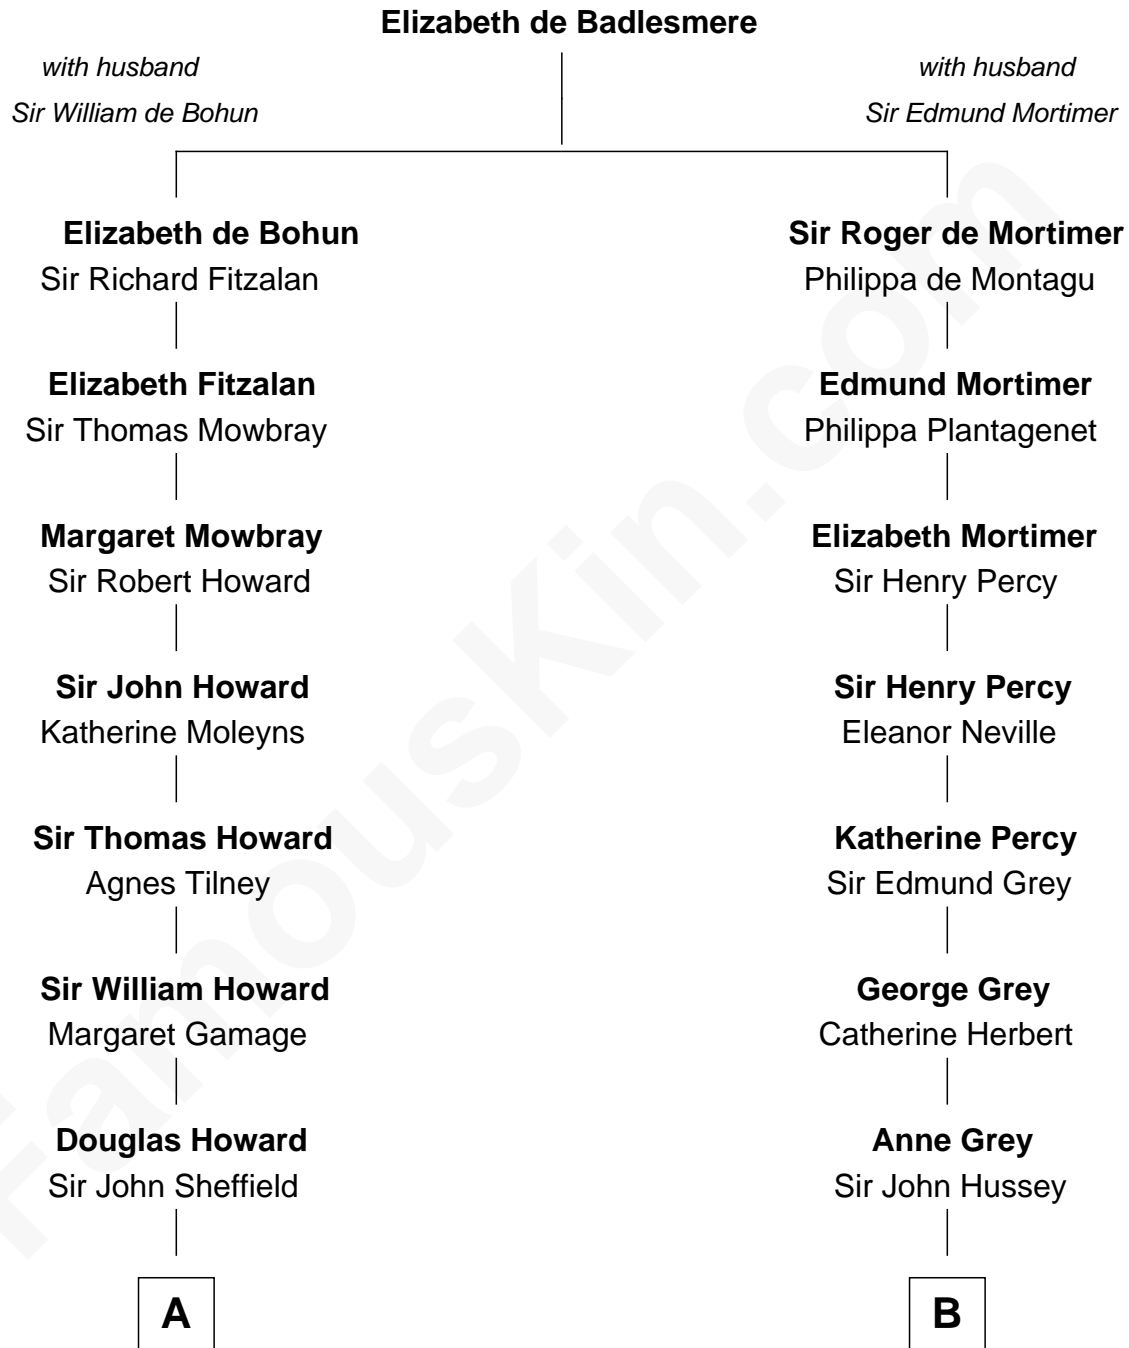 Elizabeth de Badlesmere
with husband
Sir William de Bohun
with husband
Sir Edmund Mortimer
Elizabeth de Bohun
Sir Richard Fitzalan
Sir Roger de Mortimer
Philippa de Montagu
Elizabeth Fitzalan
Sir Thomas Mowbray
Edmund Mortimer
Philippa Plantagenet
Margaret Mowbray
Sir Robert Howard
Elizabeth Mortimer
Sir Henry Percy
Sir John Howard
Katherine Moleyns
Sir Henry Percy
Eleanor Neville
Sir Thomas Howard
Agnes Tilney
Katherine Percy
Sir Edmund Grey
Sir William Howard
Margaret Gamage
George Grey
Catherine Herbert
Douglas Howard
Sir John Sheffield
Anne Grey
Sir John Hussey
A
B
FamousKin.com